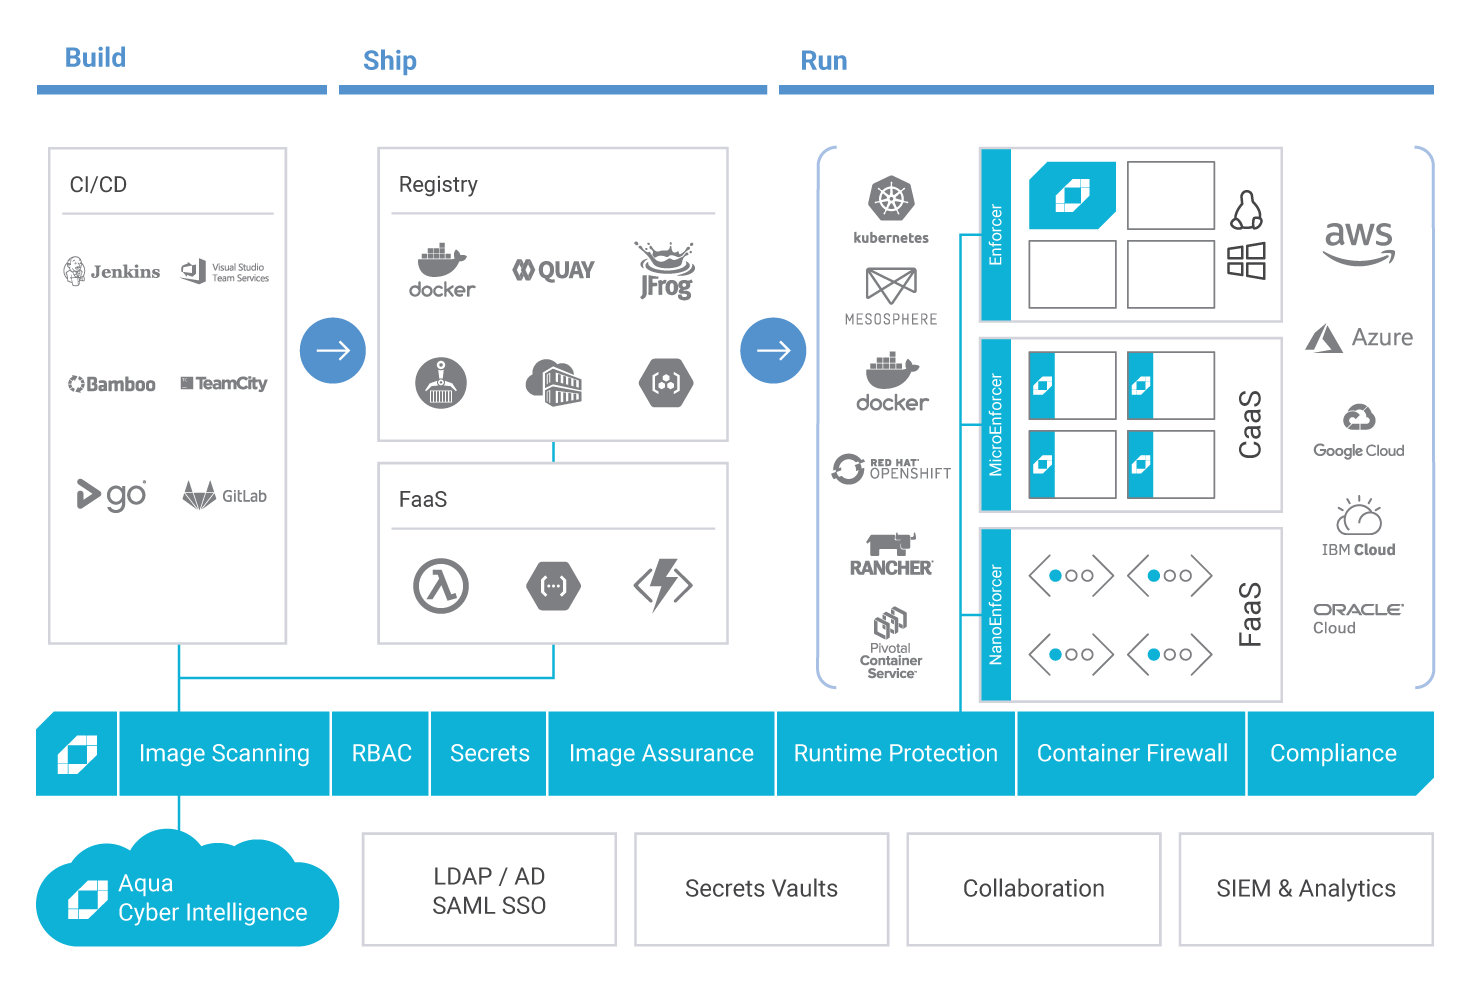 Build
Ship
Run
CI/CD
Jenkins
Visual Studio
Team Services
Bamboo
TeamCity
go
GitLab
Registry
docker
QUAY
JFrog
FaaS
kubernetes
MESOSPHERE
docker
RED HAT
OPENSHIFT
RANCHER
Pivotal
Container
Service
Enforcer
MicroEnforcer
CaaS
NanoEnforcer
FaaS
aws
Azure
Google Cloud
IBM Cloud
ORACLE
Cloud
Image Scanning
RBAC
Secrets
Image Assurance
Runtime Protection
Container Firewall
Compliance
Aqua
Cyber Intelligence
LDAP / AD
SAML SSO
Secrets Vaults
Collaboration
SIEM & Analytics